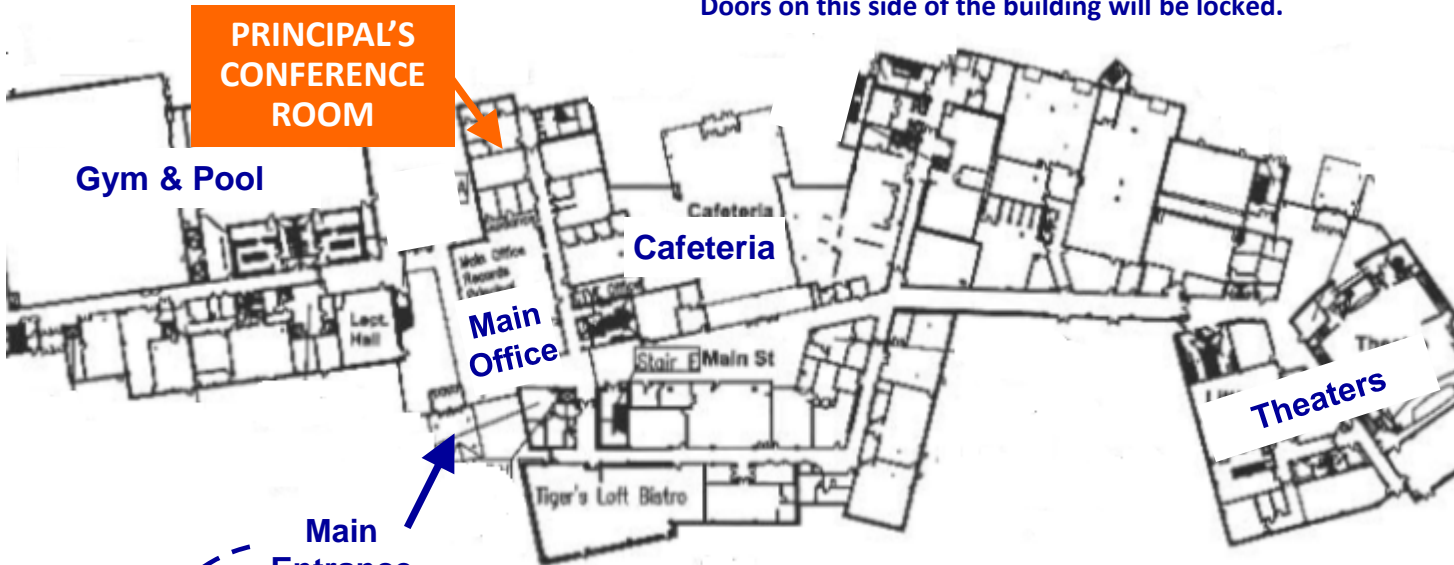 Doors on this side of the building will be locked.
PRINCIPAL'S
CONFERENCE
ROOM
Gym & Pool
Cafeteria
Cafeteria
Main Office
Records
Main
Office
Lect.
Hall
Stair E
Main St
Theaters
Tiger's Loft Bistro
Main
Entrance